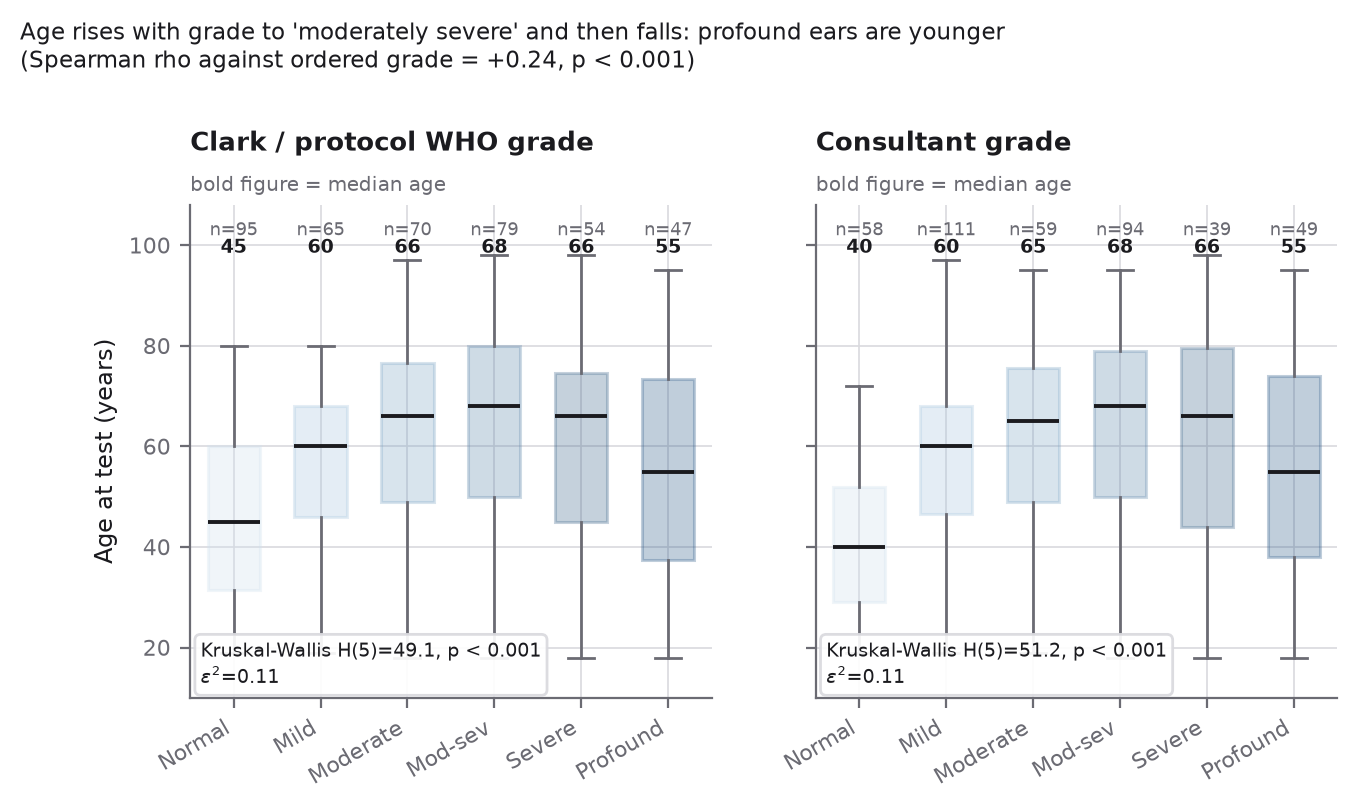 Age rises with grade to 'moderately severe' and then falls: profound ears are younger
(Spearman rho against ordered grade = +0.24, p < 0.001)
Clark / protocol WHO grade
bold figure = median age
n=95 n=65 n=70 n=79 n=54 n=47
45 60 66 68 66 55
Age at test (years)
100
80
60
40
20
Kruskal-Wallis H(5)=49.1, p < 0.001
ε²=0.11
Normal Mild Moderate Mod-sev Severe Profound
Consultant grade
bold figure = median age
n=58 n=111 n=59 n=94 n=39 n=49
40 60 65 68 66 55
Kruskal-Wallis H(5)=51.2, p < 0.001
ε²=0.11
Normal Mild Moderate Mod-sev Severe Profound